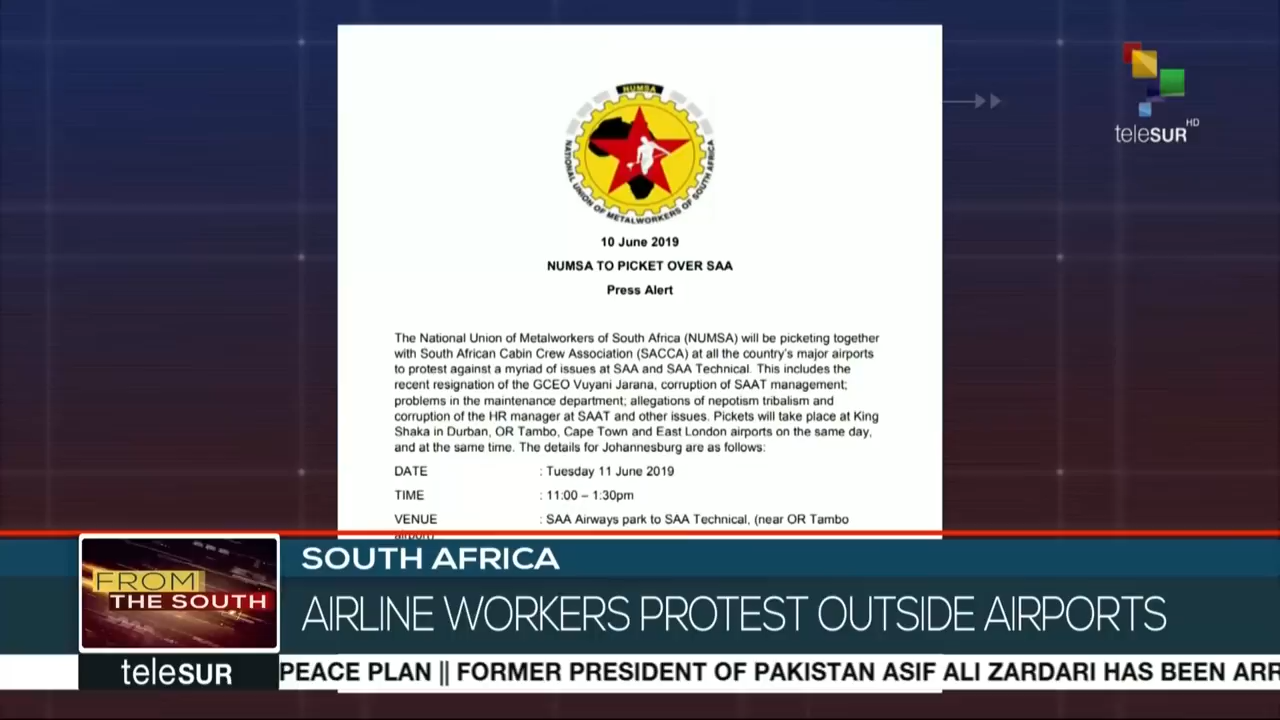 NUMSA
NATIONAL UNION OF METALWORKERS OF SOUTH AFRICA
10 June 2019
NUMSA TO PICKET OVER SAA
Press Alert
The National Union of Metalworkers of South Africa (NUMSA) will be picketing together
with South African Cabin Crew Association (SACCA) at all the country's major airports
to protest against a myriad of issues at SAA and SAA Technical. This includes the
recent resignation of the GCEO Vuyani Jarana, corruption of SAAT management;
problems in the maintenance department; allegations of nepotism tribalism and
corruption of the HR manager at SAAT and other issues. Pickets will take place at King
Shaka in Durban, OR Tambo, Cape Town and East London airports on the same day,
and at the same time. The details for Johannesburg are as follows:
DATE : Tuesday 11 June 2019
TIME : 11:00 – 1:30pm
VENUE : SAA Airways park to SAA Technical, (near OR Tambo
teleSUR HD
SOUTH AFRICA
FROM
THE SOUTH
AIRLINE WORKERS PROTEST OUTSIDE AIRPORTS
teleSUR
PEACE PLAN || FORMER PRESIDENT OF PAKISTAN ASIF ALI ZARDARI HAS BEEN ARR